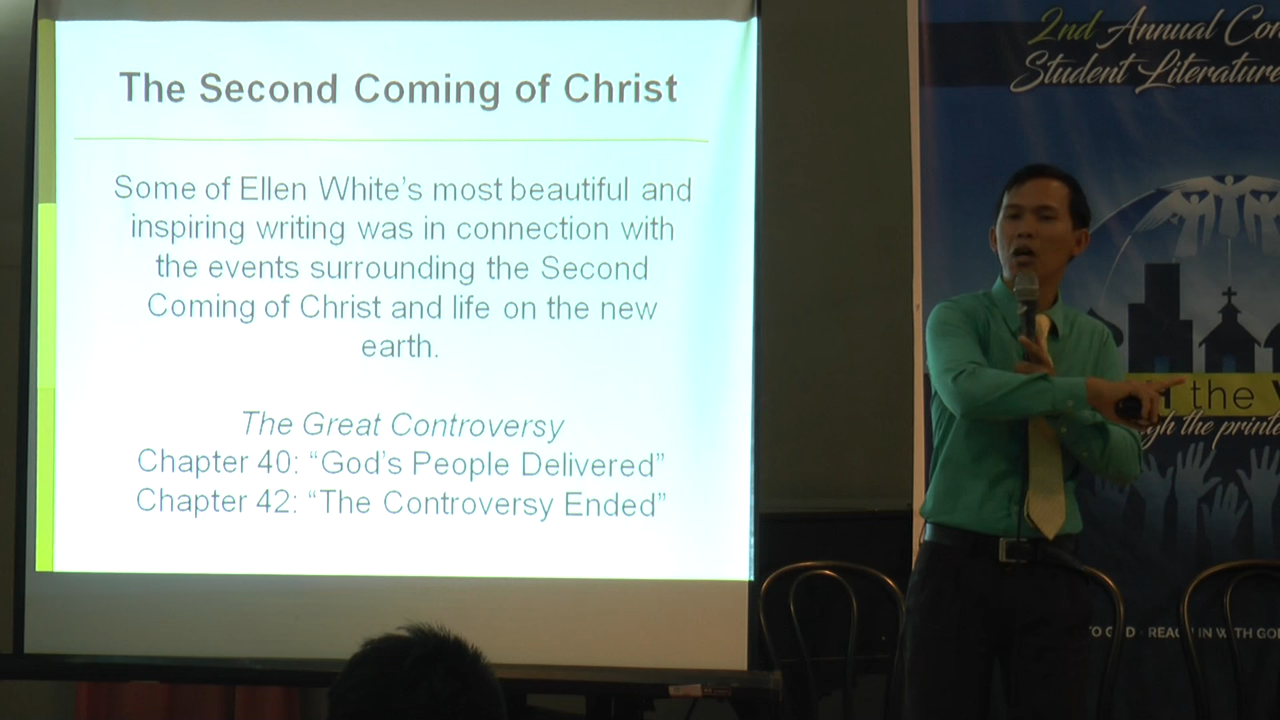 The Second Coming of Christ
Some of Ellen White's most beautiful and
inspiring writing was in connection with
the events surrounding the Second
Coming of Christ and life on the new
earth.
The Great Controversy
Chapter 40: “God's People Delivered”
Chapter 42: “The Controversy Ended”
2nd Annual
Student Literature
the
the